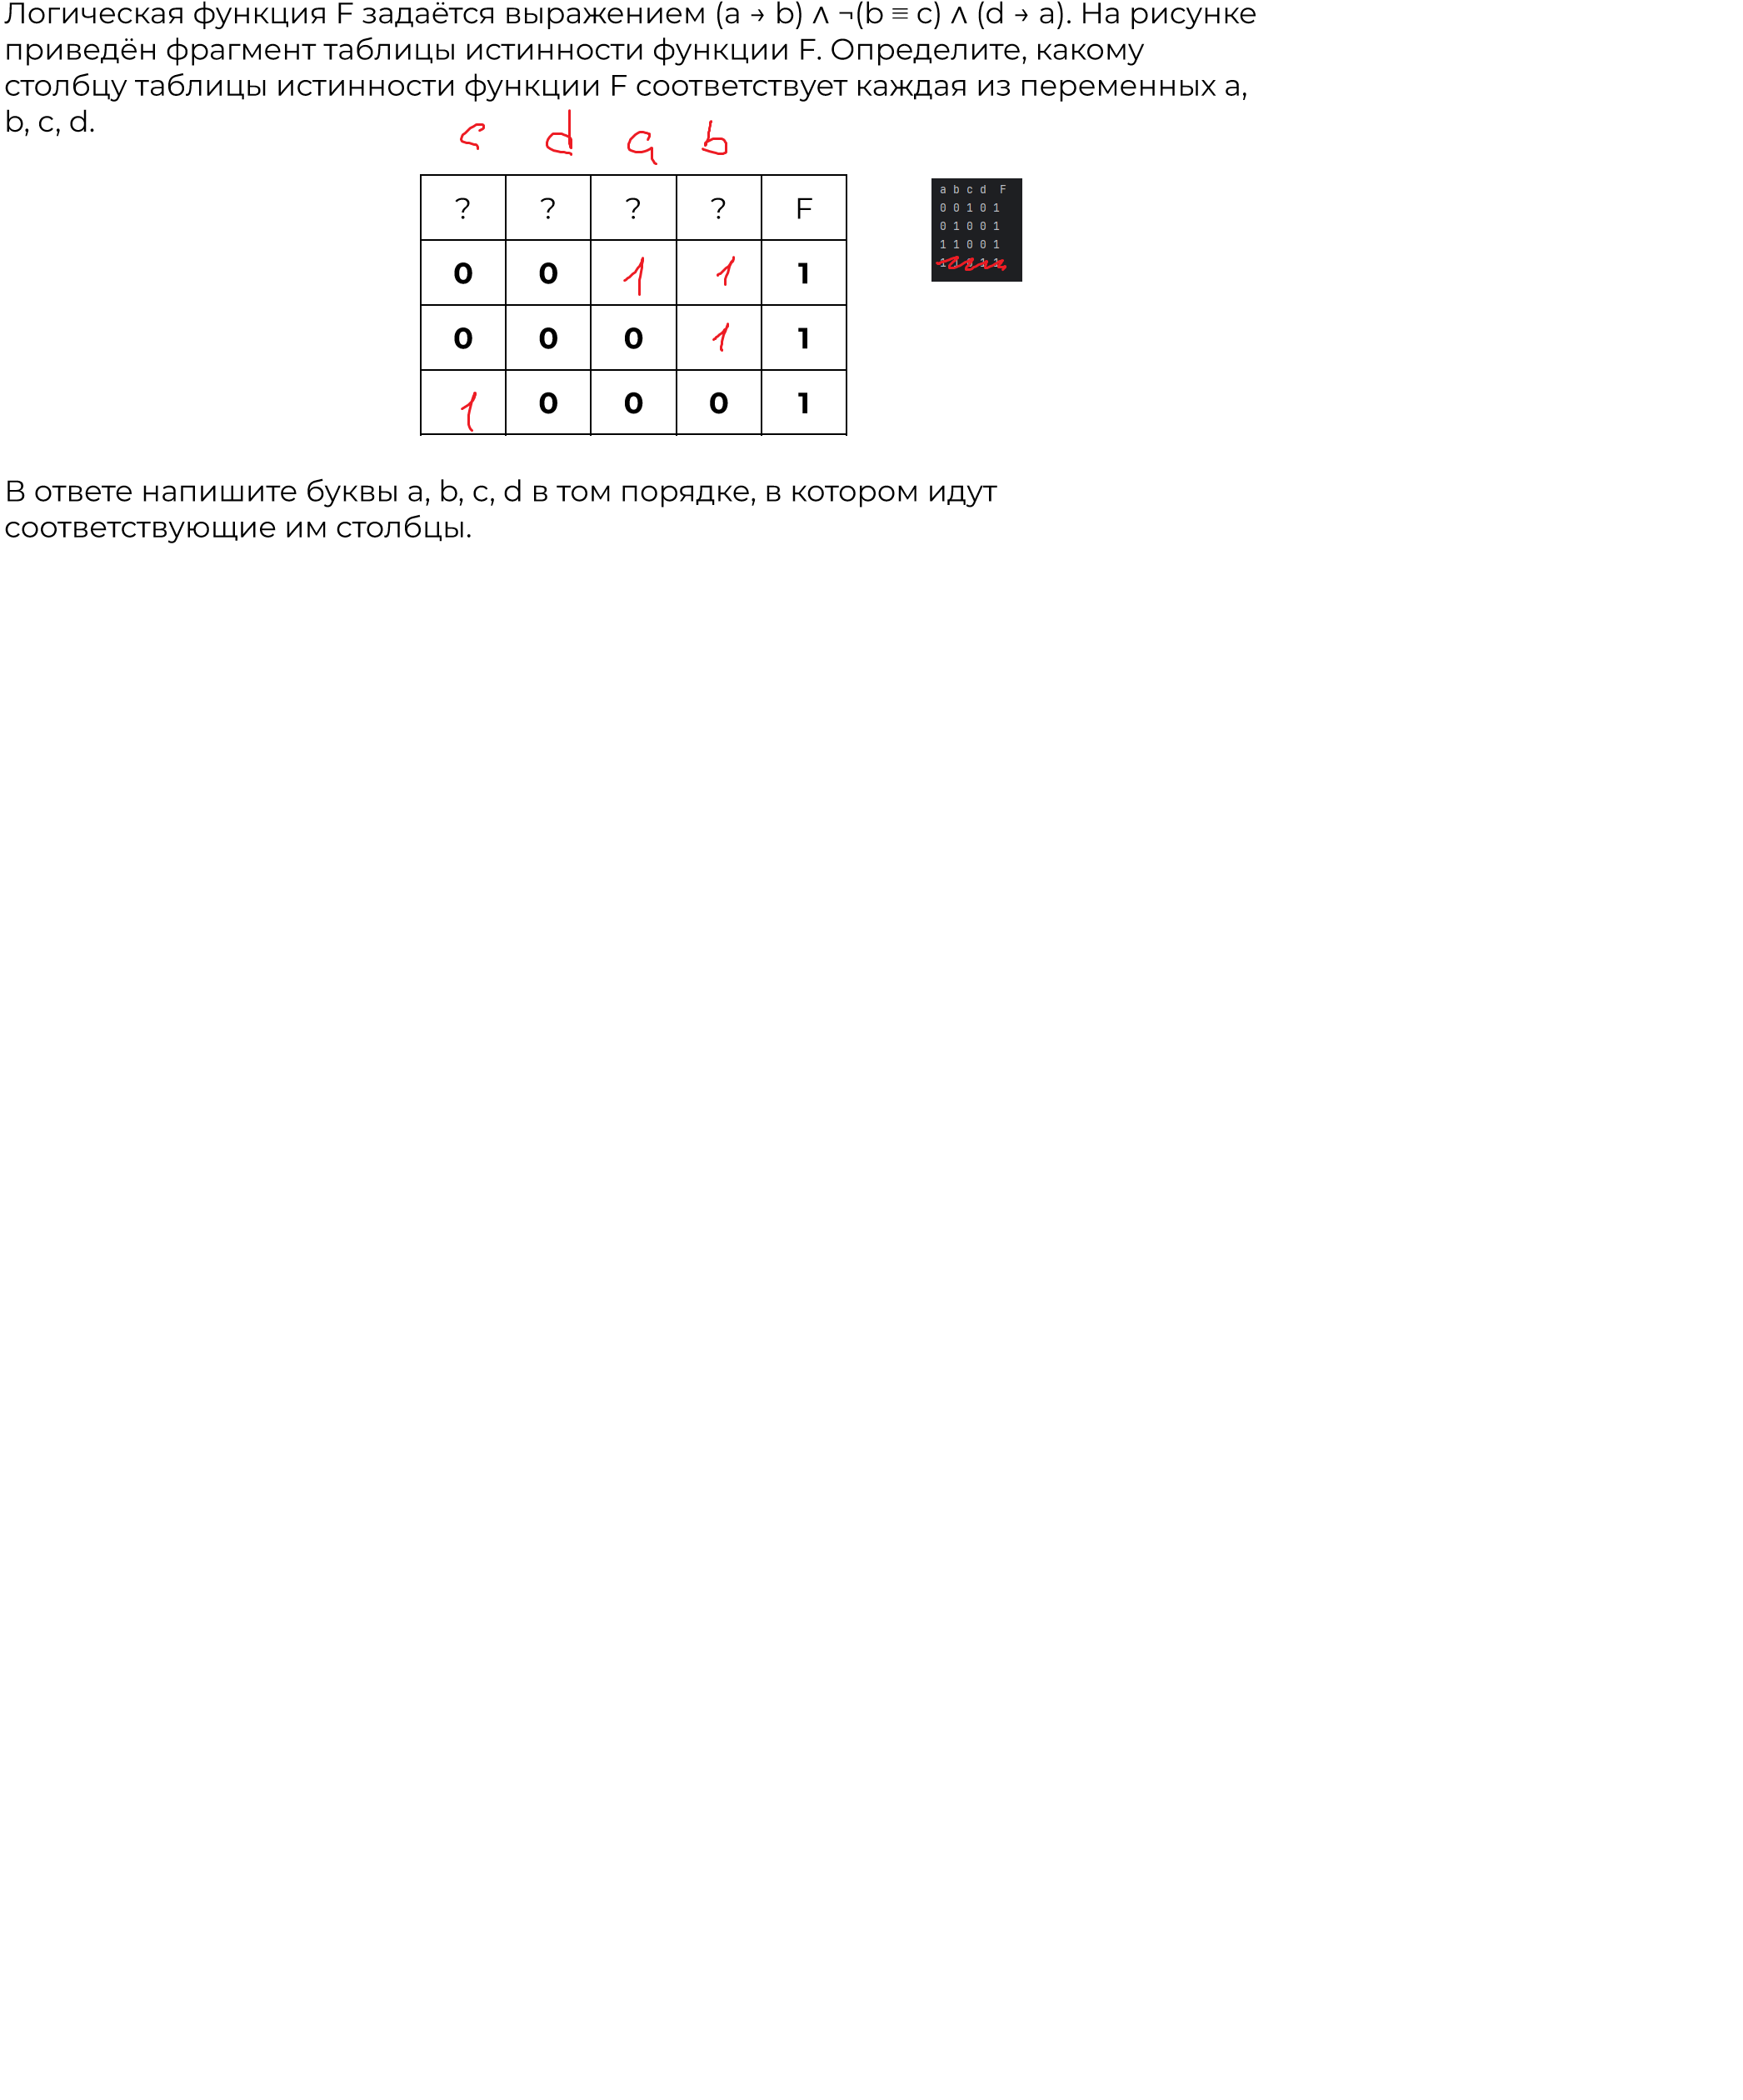 Логическая функция F задаётся выражением (a → b) ∧ ¬(b ≡ c) ∧ (d → a). На рисунке
приведён фрагмент таблицы истинности функции F. Определите, какому
столбцу таблицы истинности функции F соответствует каждая из переменных a,
b, c, d.
c d a b
? ? ? ? F
0 0 1 1 1
0 0 0 1 1
1 0 0 0 1
a b c d F
0 0 1 0 1
0 1 0 0 1
1 1 0 0 1
В ответе напишите буквы a, b, c, d в том порядке, в котором идут
соответствующие им столбцы.